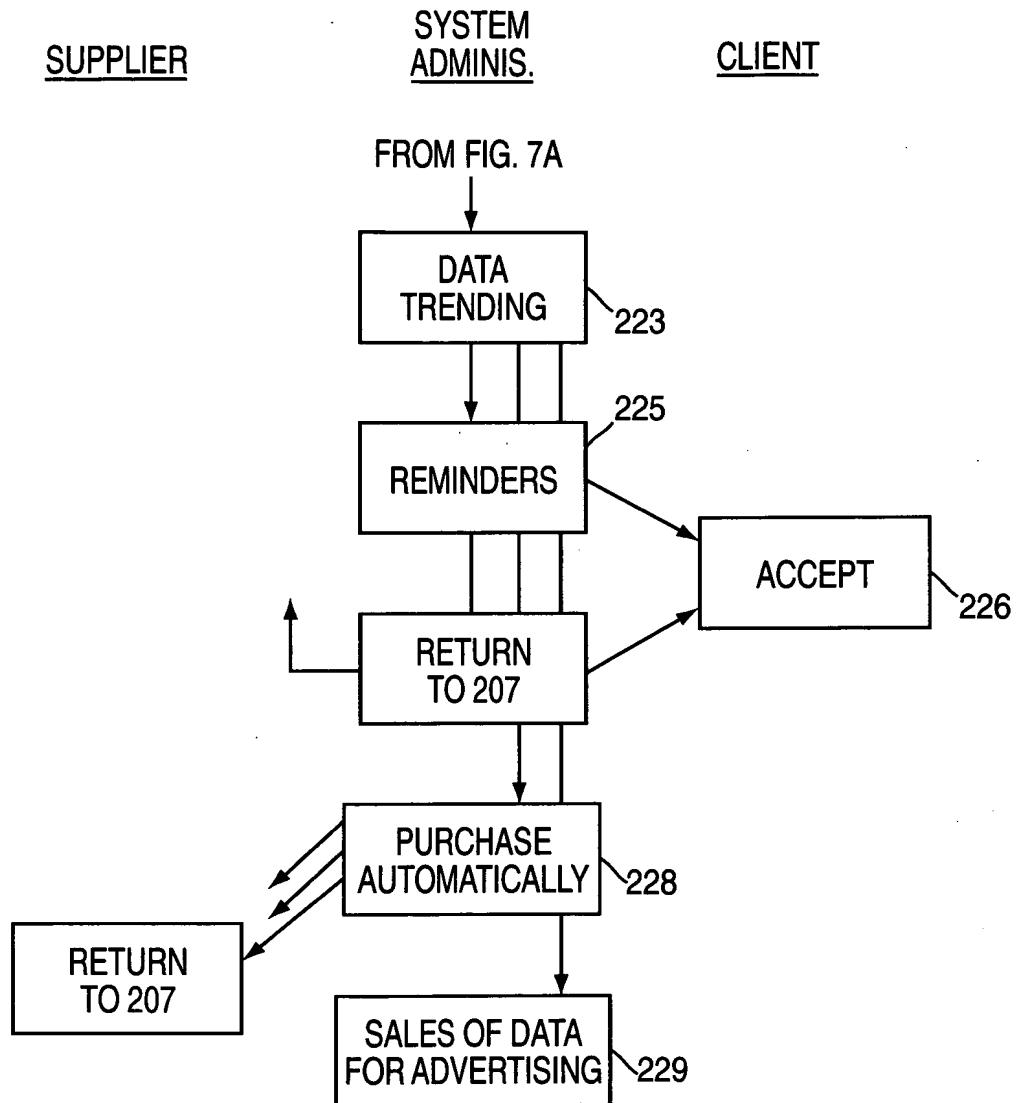 SUPPLIER
SYSTEM
ADMINIS.
CLIENT
FROM FIG. 7A
DATA
TRENDING
223
225
REMINDERS
ACCEPT
226
RETURN
TO 207
PURCHASE
AUTOMATICALLY
228
RETURN
TO 207
SALES OF DATA
FOR ADVERTISING
229